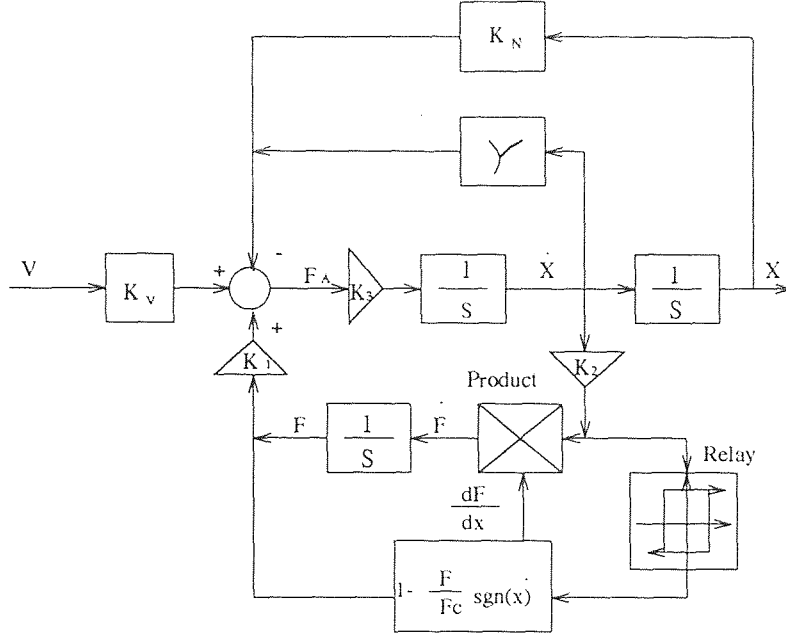 K N
Y
V
K v
+
-
F A
K 3
1
S
Ẋ
1
S
X
+
K 1
K 2
Product
F
1
S
Ḟ
Relay
dF
dx
1- F sgn(ẋ)
Fc